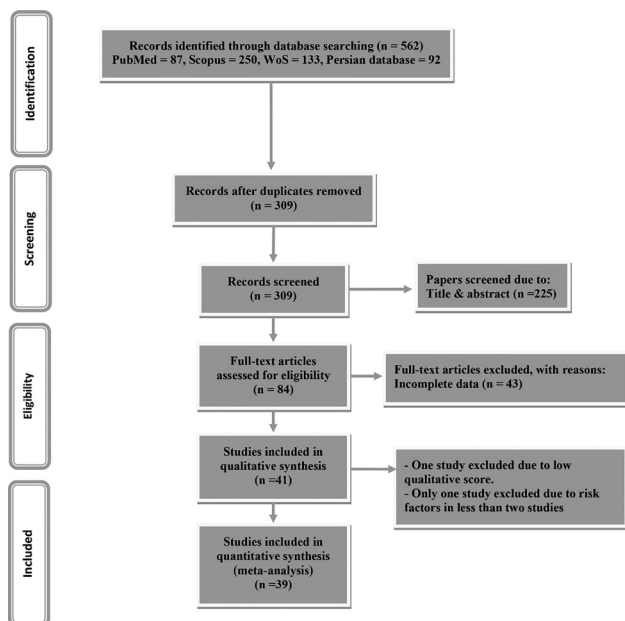 Identification
Records identified through database searching (n = 562)
PubMed = 87, Scopus = 250, WoS = 133, Persian database = 92
Screening
Records after duplicates removed
(n = 309)
Records screened
(n = 309)
Papers screened due to:
Title & abstract (n =225)
Eligibility
Full-text articles
assessed for eligibility
(n = 84)
Full-text articles excluded, with reasons:
Incomplete data (n = 43)
Studies included in
qualitative synthesis
(n =41)
- One study excluded due to low
qualitative score.
- Only one study excluded due to risk
factors in less than two studies
Included
Studies included in
quantitative synthesis
(meta-analysis)
(n =39)